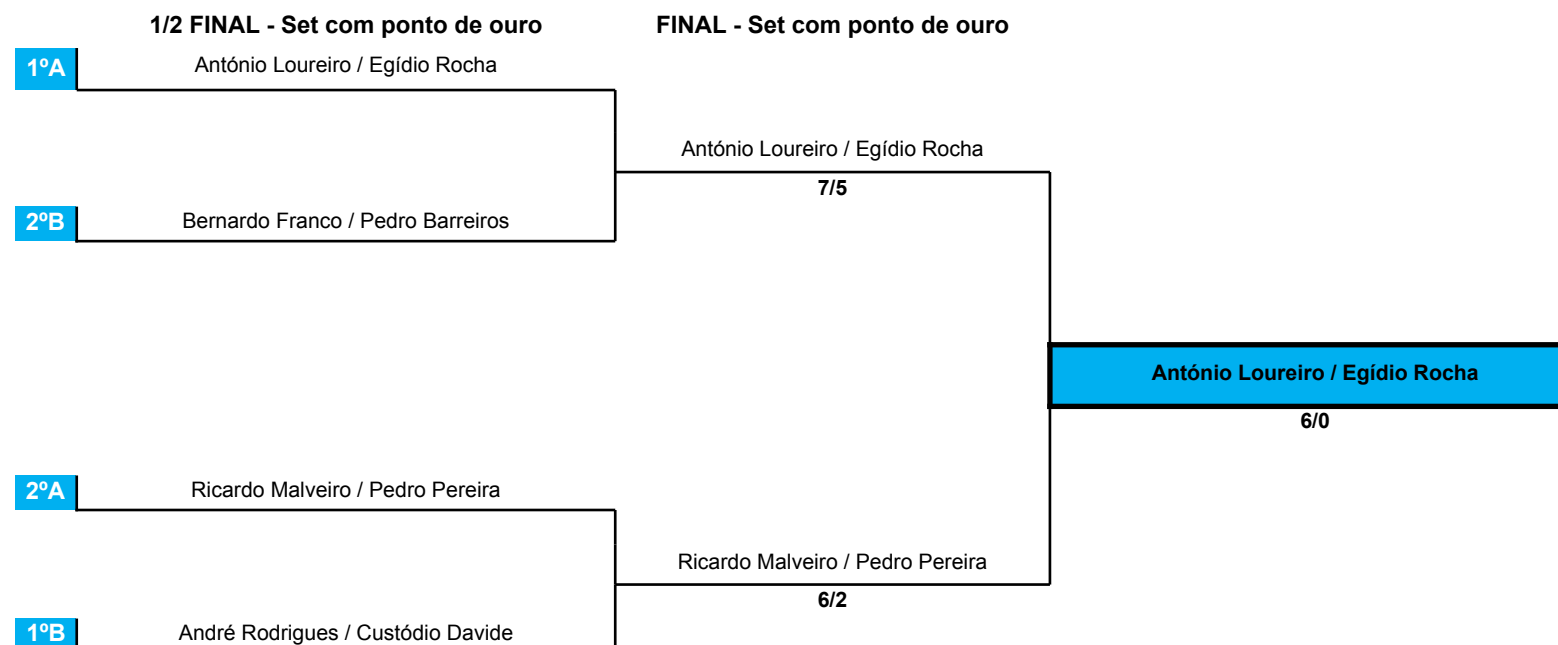 1/2 FINAL - Set com ponto de ouro FINAL - Set com ponto de ouro
1ºA António Loureiro / Egídio Rocha
António Loureiro / Egídio Rocha
7/5
2ºB Bernardo Franco / Pedro Barreiros
António Loureiro / Egídio Rocha
6/0
2ºA Ricardo Malveiro / Pedro Pereira
Ricardo Malveiro / Pedro Pereira
6/2
1ºB André Rodrigues / Custódio Davide